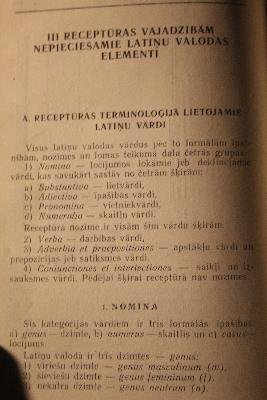 III RECEPTŪRAS VAJADZĪBĀM
NEPIECIEŠAMIE LATĪŅU VALODAS
ELEMENTI
A. RECEPTŪRAS TERMINOLOĢIJĀ LIETOJAMIE
LATĪŅU VĀRDI
Visus latīņu valodas vārdus pēc to formālām īpat-
nībām, nozīmes un lomas teikumā dala četrās grupās.
1) Nomina — locījumos lokāmie jeb deklinējamie
vārdi, kas savukārt sastāv no četrām šķirām:
a) Substantiva — lietvārdi,
b) Adiectiva — īpašības vārdi,
c) Pronomina — vietniekvārdi,
d) Numeralia — skaitļu vārdi.
Receptūrā nozīme ir visām šīm vārdu šķirām.
2) Verba — darbības vārdi,
3) Adverbia et praepositiones — apstākļu vārdi un
prepozīcijas jeb satiksmes vārdi.
4) Coniunctiones et interiectiones — saikļi un iz-
sauksmes vārdi. Pēdējai šķirai receptūrā nav nozīmes.
1. NOMINA
Šīs kategorijas vārdiem ir trīs formālās īpašības:
a) genus — dzimte, b) numerus — skaitlis un c) casus —
locījums.
Latīņu valodā ir trīs dzimtes — genus:
1) vīriešu dzimte — genus masculinum (m),
2) sieviešu dzimte — genus femininum (f),
3) nekatra dzimte — genus neutrum (n).